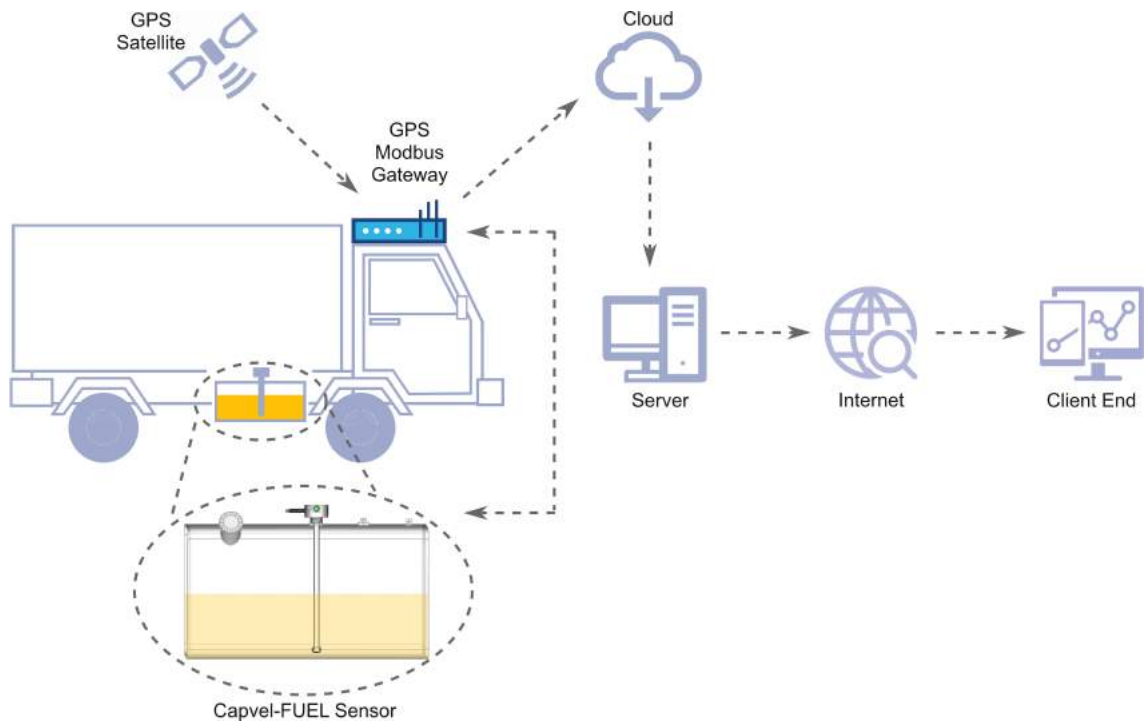 GPS
Satellite
Cloud
GPS
Modbus
Gateway
Server
Internet
Client End
Capvel-FUEL Sensor